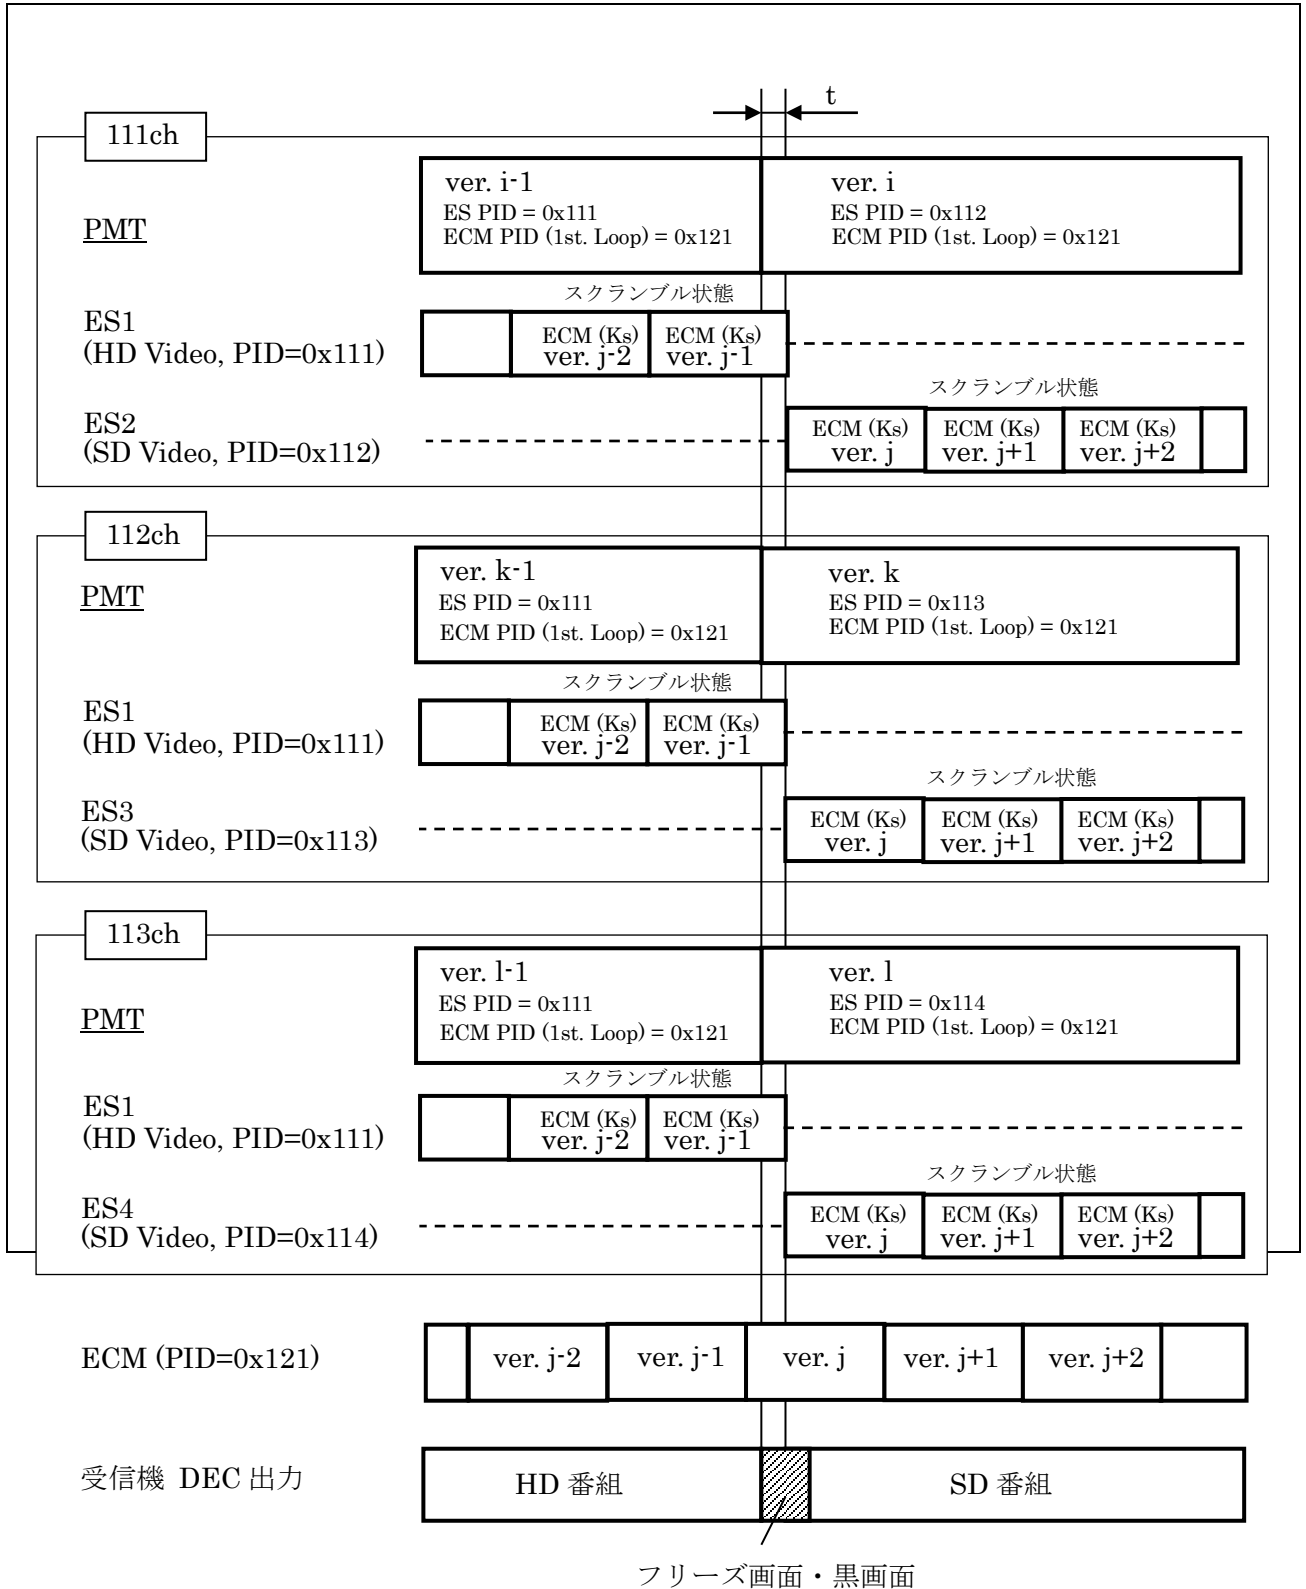 t
111ch
PMT
ver. i-1
ES PID = 0x111
ECM PID (1st. Loop) = 0x121
ver. i
ES PID = 0x112
ECM PID (1st. Loop) = 0x121
スクランブル状態
ES1
(HD Video, PID=0x111)
ECM (Ks)
ver. j-2
ECM (Ks)
ver. j-1
スクランブル状態
ES2
(SD Video, PID=0x112)
ECM (Ks)
ver. j
ECM (Ks)
ver. j+1
ECM (Ks)
ver. j+2
112ch
PMT
ver. k-1
ES PID = 0x111
ECM PID (1st. Loop) = 0x121
ver. k
ES PID = 0x113
ECM PID (1st. Loop) = 0x121
スクランブル状態
ES1
(HD Video, PID=0x111)
ECM (Ks)
ver. j-2
ECM (Ks)
ver. j-1
スクランブル状態
ES3
(SD Video, PID=0x113)
ECM (Ks)
ver. j
ECM (Ks)
ver. j+1
ECM (Ks)
ver. j+2
113ch
PMT
ver. l-1
ES PID = 0x111
ECM PID (1st. Loop) = 0x121
ver. l
ES PID = 0x114
ECM PID (1st. Loop) = 0x121
スクランブル状態
ES1
(HD Video, PID=0x111)
ECM (Ks)
ver. j-2
ECM (Ks)
ver. j-1
スクランブル状態
ES4
(SD Video, PID=0x114)
ECM (Ks)
ver. j
ECM (Ks)
ver. j+1
ECM (Ks)
ver. j+2
ECM (PID=0x121)
ver. j-2
ver. j-1
ver. j
ver. j+1
ver. j+2
受信機 DEC 出力
HD 番組
SD 番組
フリーズ画面・黒画面